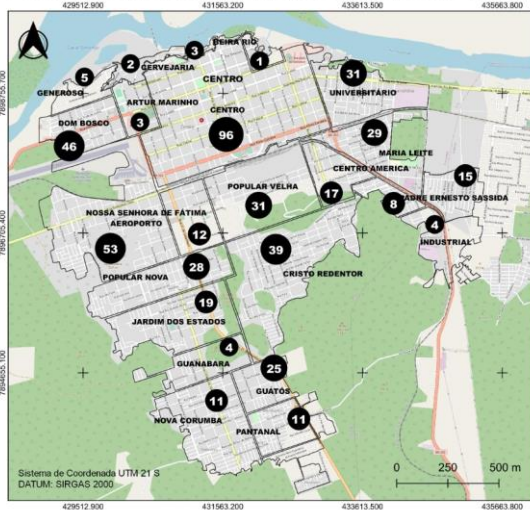 429512.900 431563.200 433613.500 435663.800
7898755.700
7896705.400
7894655.100
BEIRA RIO
3
1
2
CERVEJARIA
5
CENTRO
31
GENEROSO
UNIVERSITÁRIO
ARTUR MARINHO
CENTRO
3
DOM BOSCO
96
29
46
MARIA LEITE
CENTRO AMERICA
15
POPULAR VELHA
17
ADRE ERNESTO SASSIDA
31
8
NOSSA SENHORA DE FÁTIMA
AEROPORTO
4
12
INDUSTRIAL
53
39
28
CRISTO REDENTOR
POPULAR NOVA
19
JARDIM DOS ESTADOS
4
GUANABARA
25
GUATÓS
11
11
NOVA CORUMBA
PANTANAL
Sistema de Coordenada UTM 21 S
DATUM: SIRGAS 2000
0 250 500 m
429512.900 431563.200 433613.500 435663.800